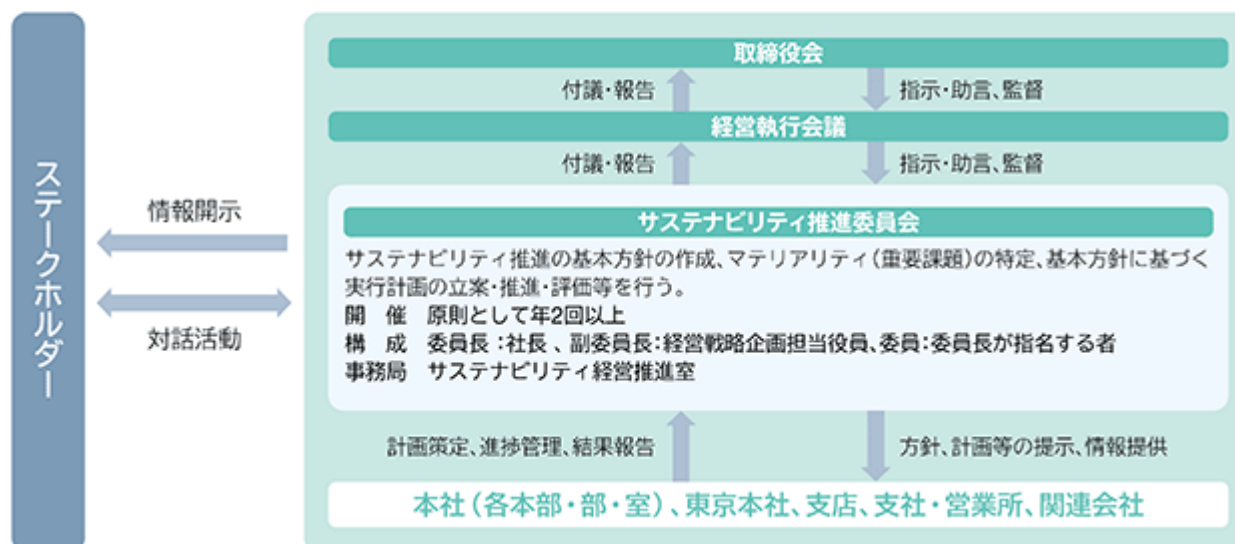 ステークホルダー
情報開示
対話活動
取締役会
付議・報告
指示・助言、監督
経営執行会議
付議・報告
指示・助言、監督
サステナビリティ推進委員会
サステナビリティ推進の基本方針の作成、マテリアリティ（重要課題）の特定、基本方針に基づく
実行計画の立案・推進・評価等を行う。
開　催　原則として年2回以上
構　成　委員長：社長、副委員長：経営戦略企画担当役員、委員：委員長が指名する者
事務局　サステナビリティ経営推進室
計画策定、進捗管理、結果報告
方針、計画等の提示、情報提供
本社（各本部・部・室）、東京本社、支店、支社・営業所、関連会社